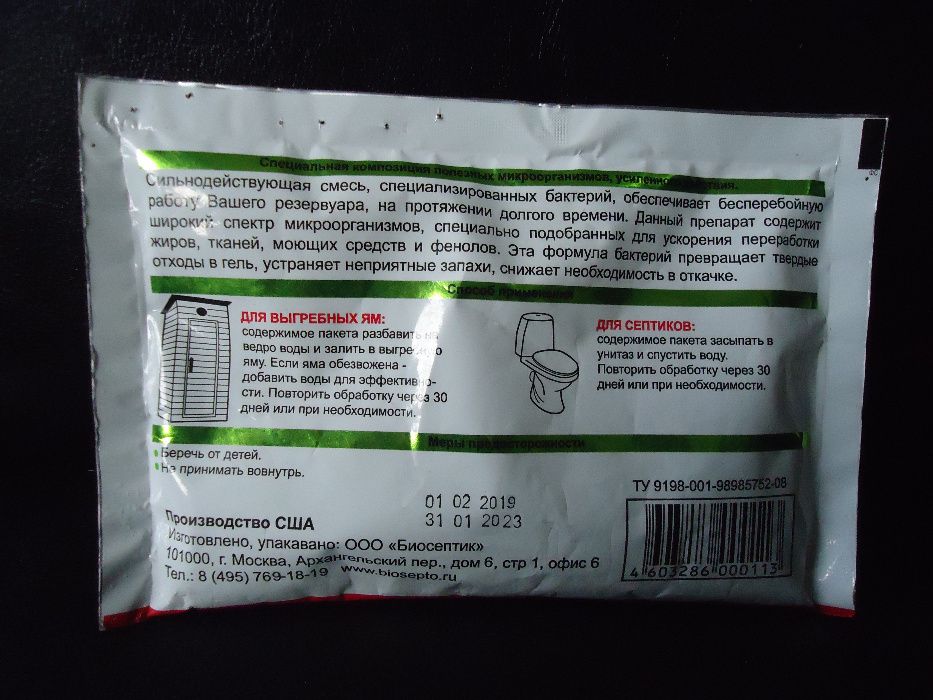 Специальная композиция полезных микроорганизмов, усиленного действия.
Сильнодействующая смесь, специализированных бактерий, обеспечивает бесперебойную
работу Вашего резервуара, на протяжении долгого времени. Данный препарат содержит
широкий спектр микроорганизмов, специально подобранных для ускорения переработки
жиров, тканей, моющих средств и фенолов. Эта формула бактерий превращает твердые
отходы в гель, устраняет неприятные запахи, снижает необходимость в откачке.
Способ применения
ДЛЯ ВЫГРЕБНЫХ ЯМ:
содержимое пакета разбавить на
ведро воды и залить в выгребную
яму. Если яма обезвожена -
добавить воды для эффективно-
сти. Повторить обработку через 30
дней или при необходимости.
ДЛЯ СЕПТИКОВ:
содержимое пакета засыпать в
унитаз и спустить воду.
Повторить обработку через 30
дней или при необходимости.
Меры предосторожности
Беречь от детей.
Не принимать вовнутрь.
01 02 2019
31 01 2023
ТУ 9198-001-98985752-08
Производство США
Изготовлено, упакавано: ООО «Биосептик»
101000, г. Москва, Архангельский пер., дом 6, стр 1, офис 6
Тел.: 8 (495) 769-18-19 www.biosepto.ru
4 603286 000113